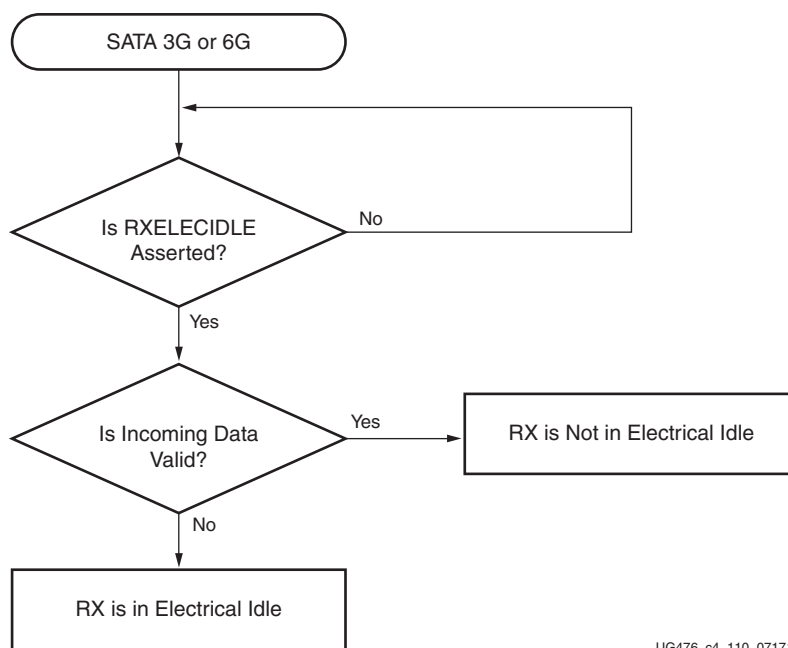 SATA 3G or 6G
Is RXELECIDLE
Asserted?
No
Yes
Is Incoming Data
Valid?
Yes
RX is Not in Electrical Idle
No
RX is in Electrical Idle